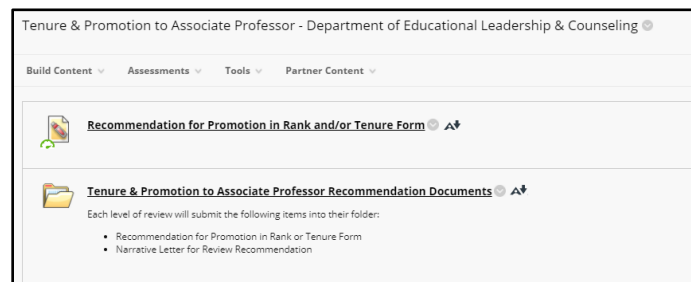 Tenure & Promotion to Associate Professor - Department of Educational Leadership & Counseling
Build Content Assessments Tools Partner Content
Recommendation for Promotion in Rank and/or Tenure Form
Tenure & Promotion to Associate Professor Recommendation Documents
Each level of review will submit the following items into their folder:
• Recommendation for Promotion in Rank or Tenure Form
• Narrative Letter for Review Recommendation